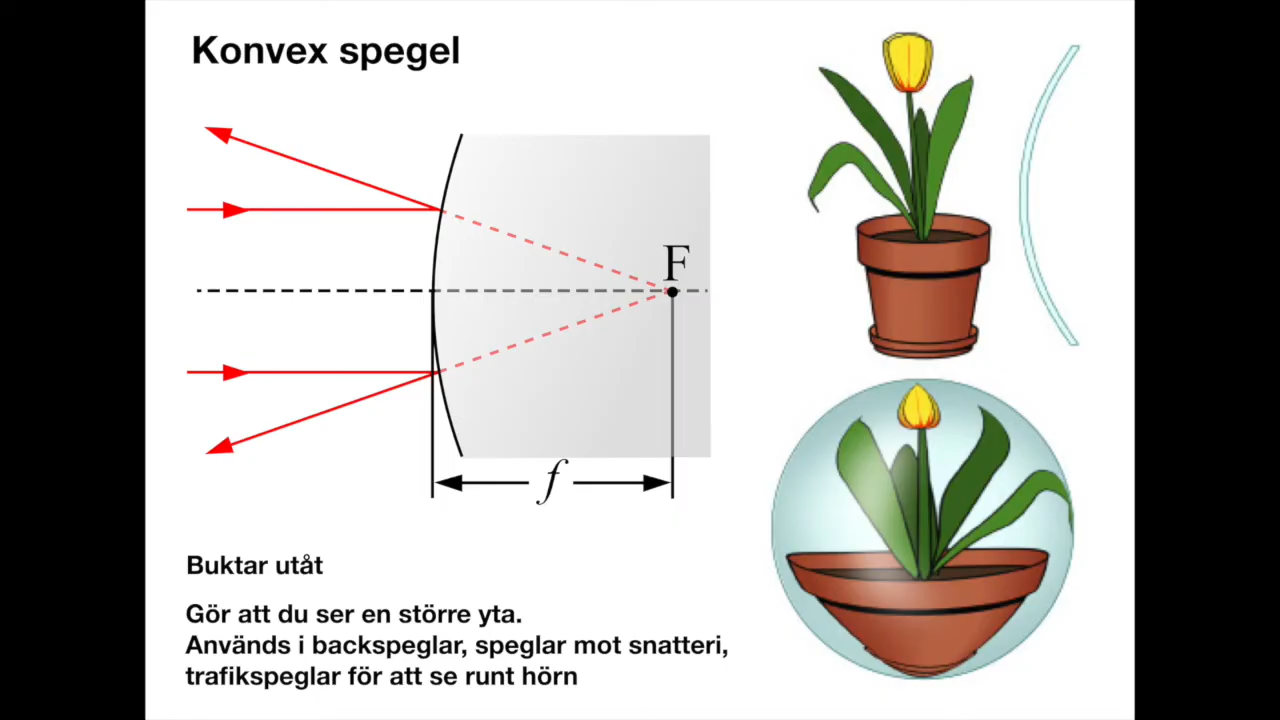 Konvex spegel
F
f
Buktar utåt
Gör att du ser en större yta.
Används i backspeglar, speglar mot snatteri,
trafikspeglar för att se runt hörn